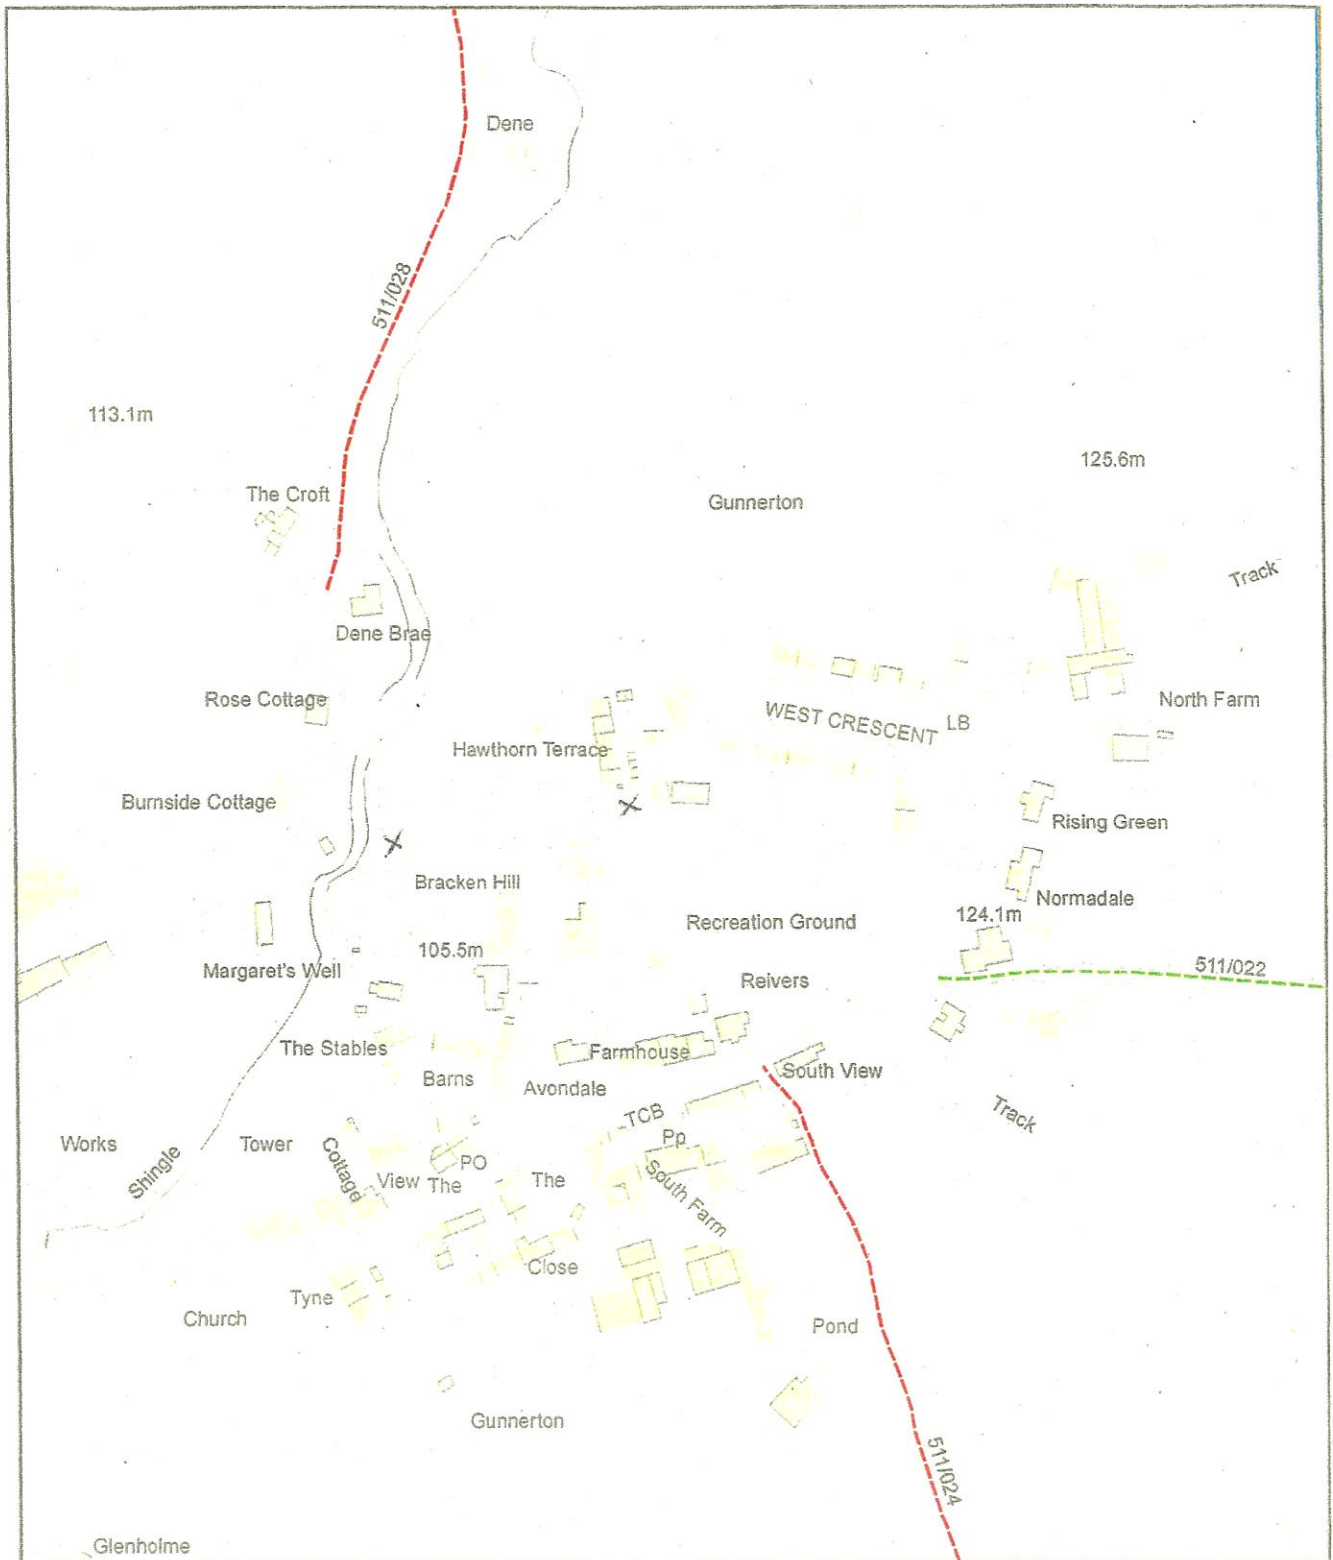 Dene
511/028
113.1m
125.6m
The Croft
Gunnerton
Track
Dene Brae
Rose Cottage
North Farm
WEST CRESCENT
LB
Hawthorn Terrace
Burnside Cottage
X
Rising Green
X
Bracken Hill
Normadale
124.1m
Recreation Ground
105.5m
511/022
Margaret's Well
Reivers
The Stables
Farmhouse
South View
Barns
Avondale
Track
TCB
Works
Tower
Pp
Shingle
Cottage
PO
View
The
The
South Farm
Close
Tyne
Church
Pond
Gunnerton
511/024
Glenholme